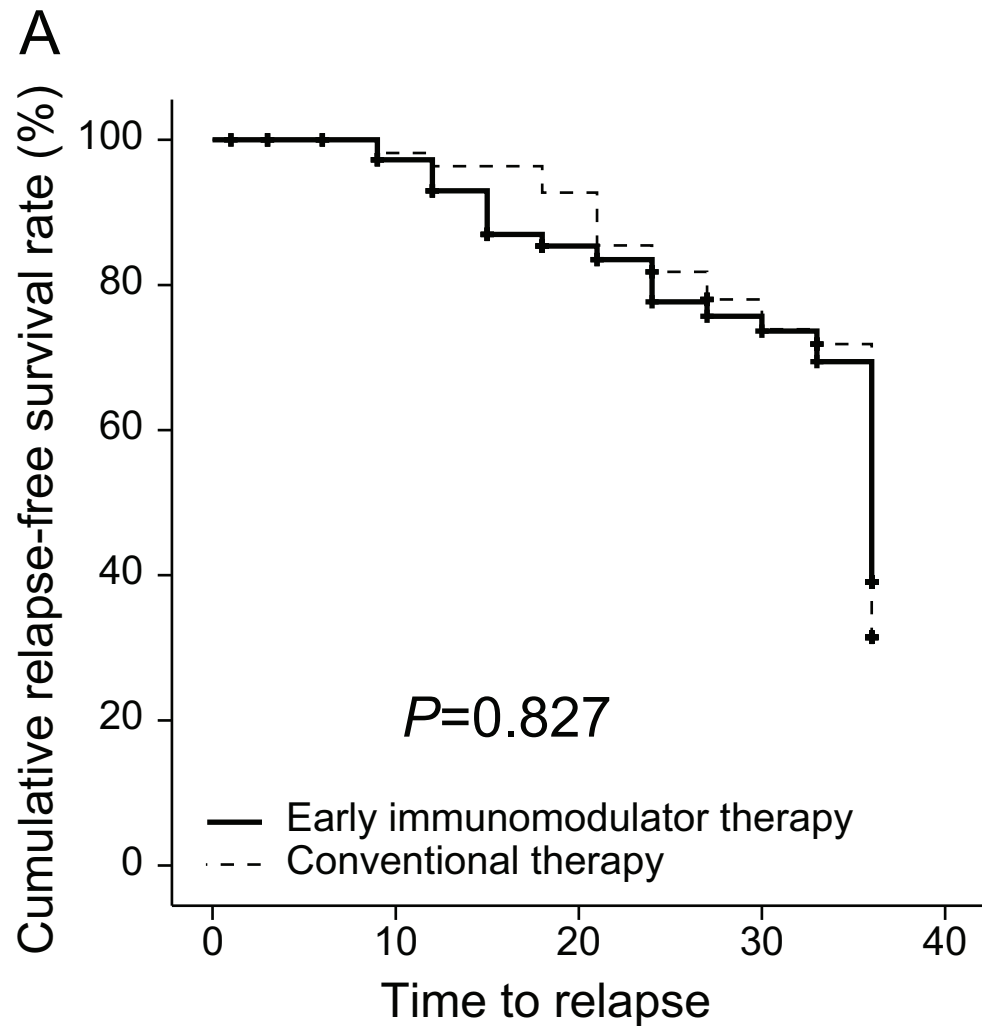 A
Cumulative relapse-free survival rate (%)
100
80
60
40
20
0
P=0.827
Early immunomodulator therapy
Conventional therapy
0 10 20 30 40
Time to relapse